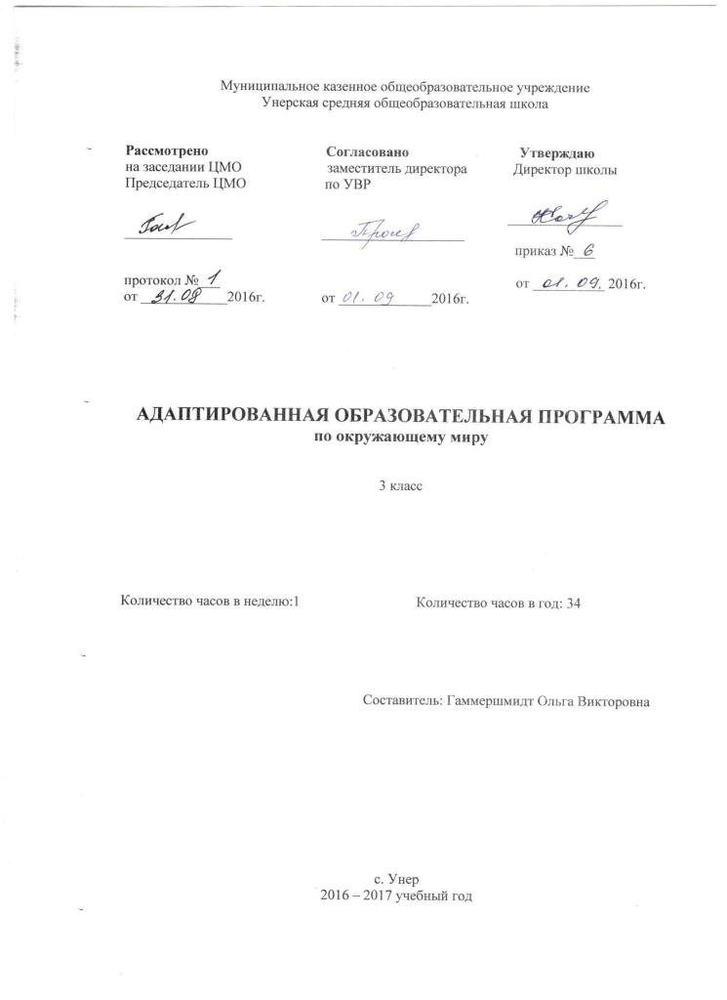 Муниципальное казенное общеобразовательное учреждение
Унерская средняя общеобразовательная школа
Рассмотрено
на заседании ЦМО
Председатель ЦМО
протокол № 1
от 31.08 2016г.
Согласовано
заместитель директора
по УВР
от 01.09 2016г.
Утверждаю
Директор школы
приказ № 6
от 01.09. 2016г.
АДАПТИРОВАННАЯ ОБРАЗОВАТЕЛЬНАЯ ПРОГРАММА
по окружающему миру
3 класс
Количество часов в неделю:1
Количество часов в год: 34
Составитель: Гаммершмидт Ольга Викторовна
с. Унер
2016 – 2017 учебный год